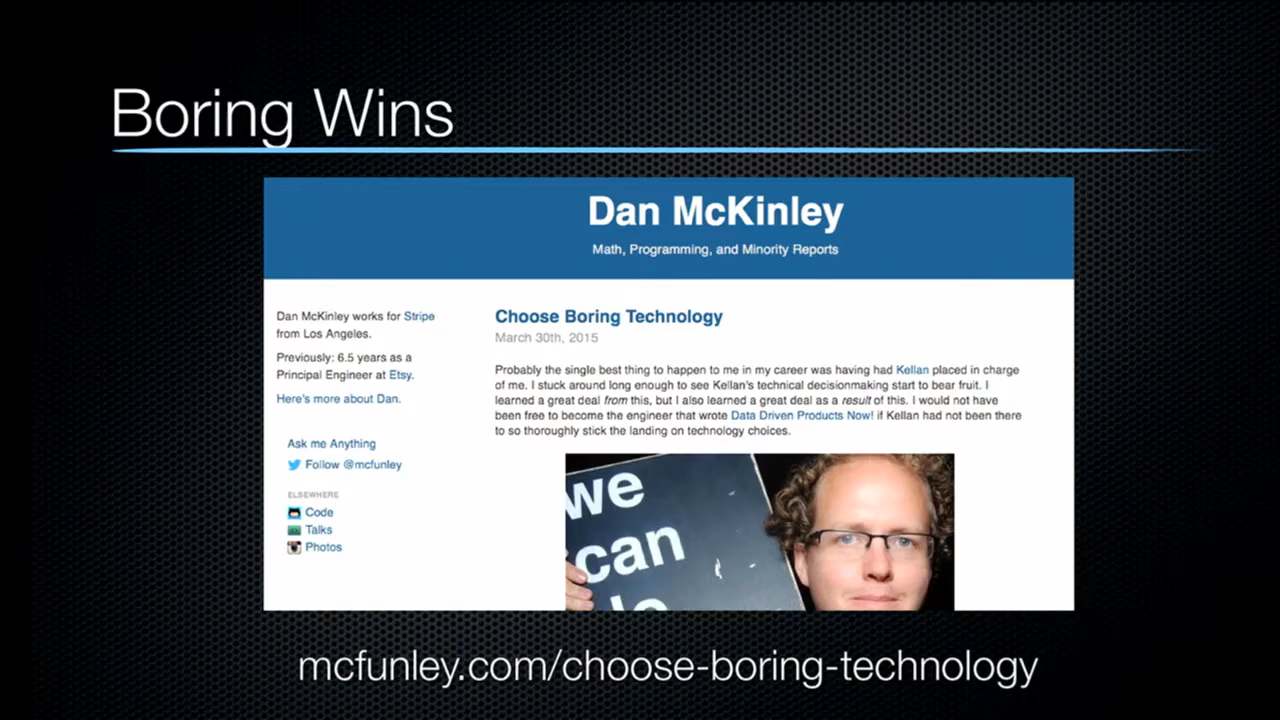 Boring Wins
Dan McKinley
Math, Programming, and Minority Reports
Dan McKinley works for Stripe
from Los Angeles.
Previously: 6.5 years as a
Principal Engineer at Etsy.
Here's more about Dan.
Ask me Anything
Follow @mcfunley
ELSEWHERE
Code
Talks
Photos
Choose Boring Technology
March 30th, 2015
Probably the single best thing to happen to me in my career was having had Kellan placed in charge
of me. I stuck around long enough to see Kellan's technical decisionmaking start to bear fruit. I
learned a great deal from this, but I also learned a great deal as a result of this. I would not have
been free to become the engineer that wrote Data Driven Products Now! if Kellan had not been there
to so thoroughly stick the landing on technology choices.
we
can
mcfunley.com/choose-boring-technology